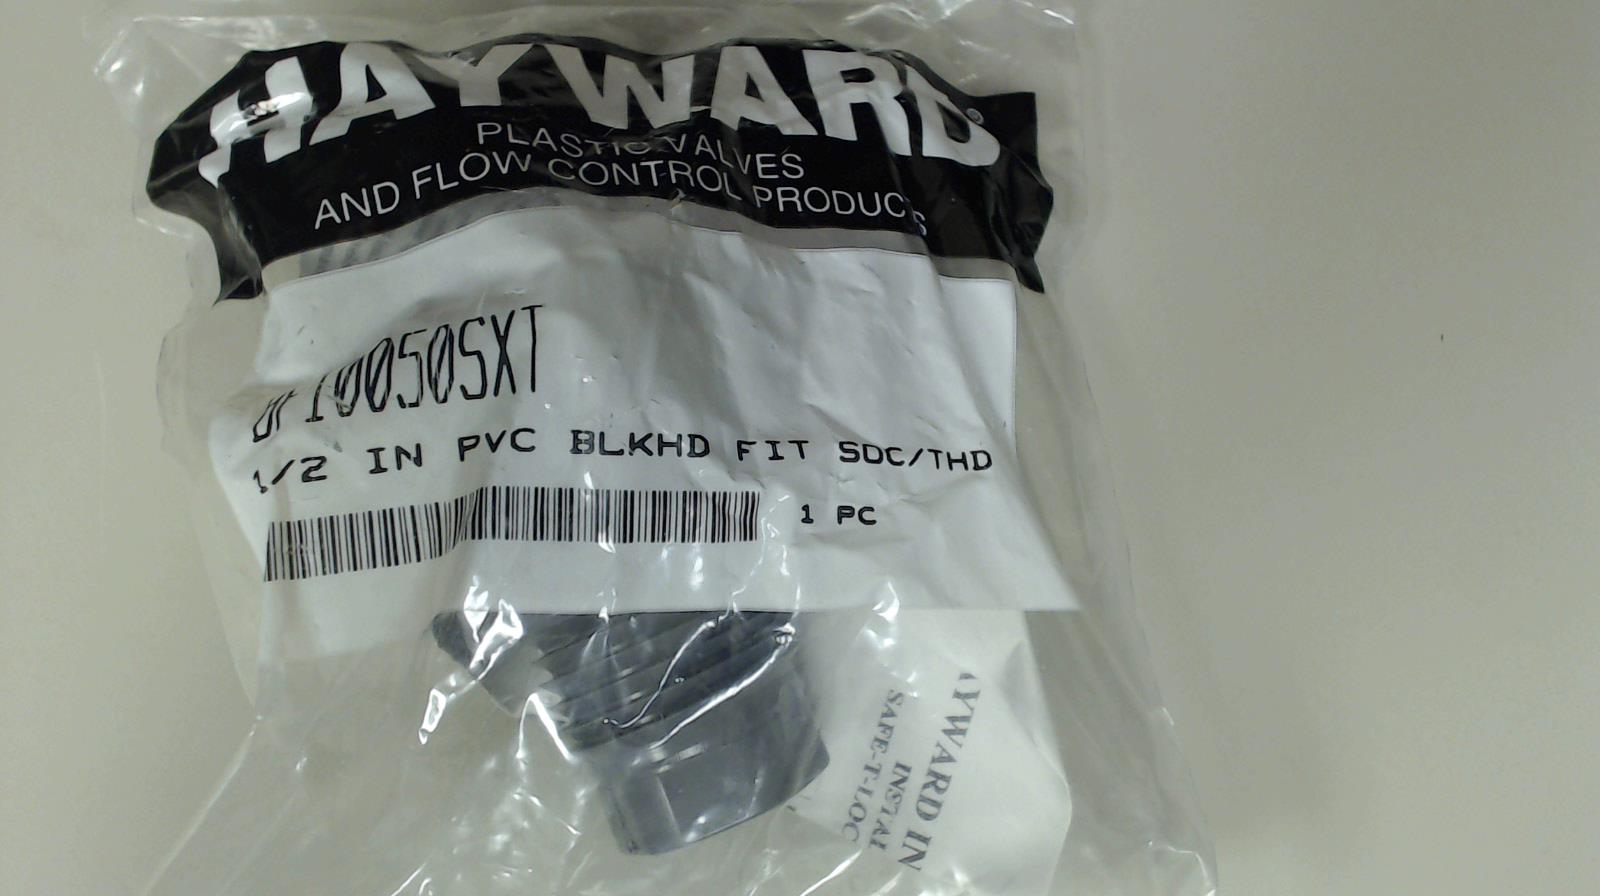 HAYWARD®
PLASTIC VALVES
AND FLOW CONTROL PRODUCTS
BFI0050SXT
1/2 IN PVC BLKHD FIT SOC/THD
1 PC
AYWARD IN
INSTAL
SAFE-T-LOC